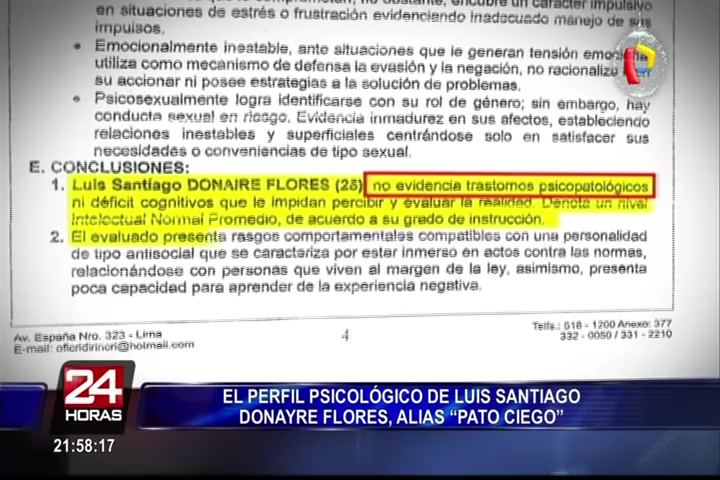 en situaciones de estrés o frustración evidenciando inadecuado manejo de sus
impulsos.
• Emocionalmente inestable, ante situaciones que le generan tensión
utiliza como mecanismo de defensa la evasión y la negación, no racionaliza
su accionar ni posee estrategias a la solución de problemas.
• Psicosexualmente logra identificarse con su rol de género; sin embargo, hay
conducta sexual en riesgo. Evidencia inmadurez en sus afectos, estableciendo
relaciones inestables y superficiales centrándose solo en satisfacer sus
necesidades o conveniencias de tipo sexual.
E. CONCLUSIONES:
1. Luis Santiago DONAIRE FLORES (23) no evidencia trastornos psicopatológicos
ni déficit cognitivos que le impidan percibir y evaluar la realidad. Denota un nivel
Intelectual Normal Promedio, de acuerdo a su grado de instrucción.
2. El evaluado presenta rasgos comportamentales compatibles con una personalidad
de tipo antisocial que se caracteriza por estar inmerso en actos contra las normas,
relacionándose con personas que viven al margen de la ley, asimismo, presenta
poca capacidad para aprender de la experiencia negativa.
Av. España Nro. 323 - Lima
E-mail: oficridirincri@hotmail.com
4
Telfs.: 618 - 1200 Anexo: 377
332 - 0050 / 331 - 2210
24
HORAS
21:58:17
EL PERFIL PSICOLÓGICO DE LUIS SANTIAGO
DONAYRE FLORES, ALIAS “PATO CIEGO”